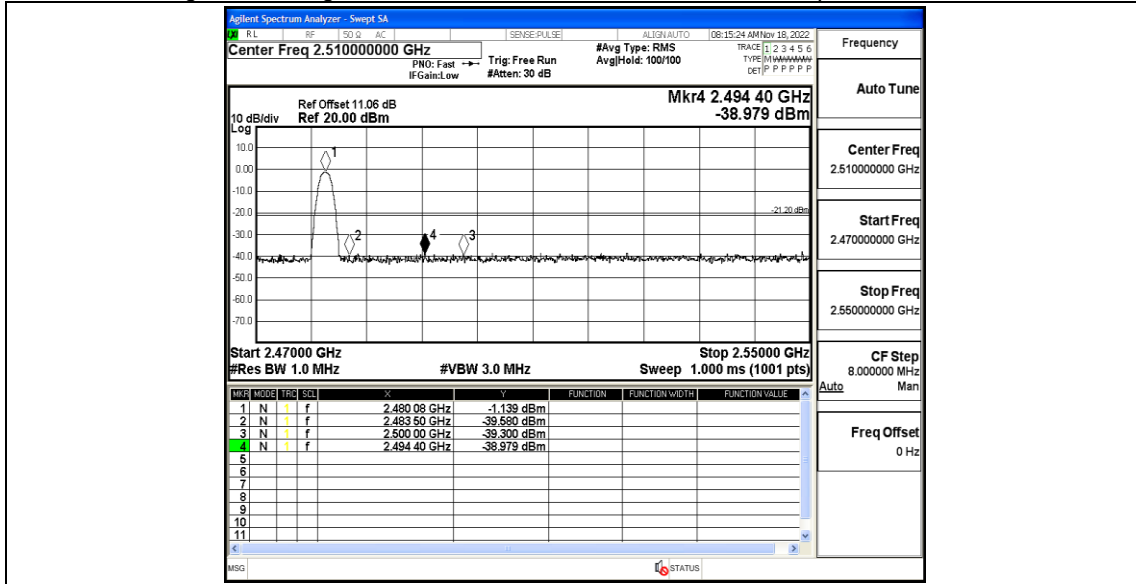 Agilent Spectrum Analyzer - Swept SA
RL RF 50 Ω AC SENSE:PULSE ALIGN AUTO 08:15:24 AM Nov 18, 2022
Center Freq 2.510000000 GHz #Avg Type: RMS TRACE 1 2 3 4 5 6
PNO: Fast Trig: Free Run Avg|Hold: 100/100 TYPE M WWWWW
IFGain:Low #Atten: 30 dB DET P P P P P P
Mkr4 2.494 40 GHz
-38.979 dBm
Ref Offset 11.06 dB
10 dB/div Ref 20.00 dBm
Log
10.0
0.00
-10.0
-20.0
-30.0
-40.0
-50.0
-60.0
-70.0
1
2
4
3
-21.20 dBm
Start 2.47000 GHz Stop 2.55000 GHz
#Res BW 1.0 MHz #VBW 3.0 MHz Sweep 1.000 ms (1001 pts)
MKR MODE TRC SCL X Y FUNCTION FUNCTION WIDTH FUNCTION VALUE
1 N 1 f 2.480 08 GHz -1.139 dBm
2 N 1 f 2.483 50 GHz -39.580 dBm
3 N 1 f 2.500 00 GHz -39.300 dBm
4 N 1 f 2.494 40 GHz -38.979 dBm
5
6
7
8
9
10
11
MSG STATUS
Frequency
Auto Tune
Center Freq
2.510000000 GHz
Start Freq
2.470000000 GHz
Stop Freq
2.550000000 GHz
CF Step
8.000000 MHz
Auto Man
Freq Offset
0 Hz